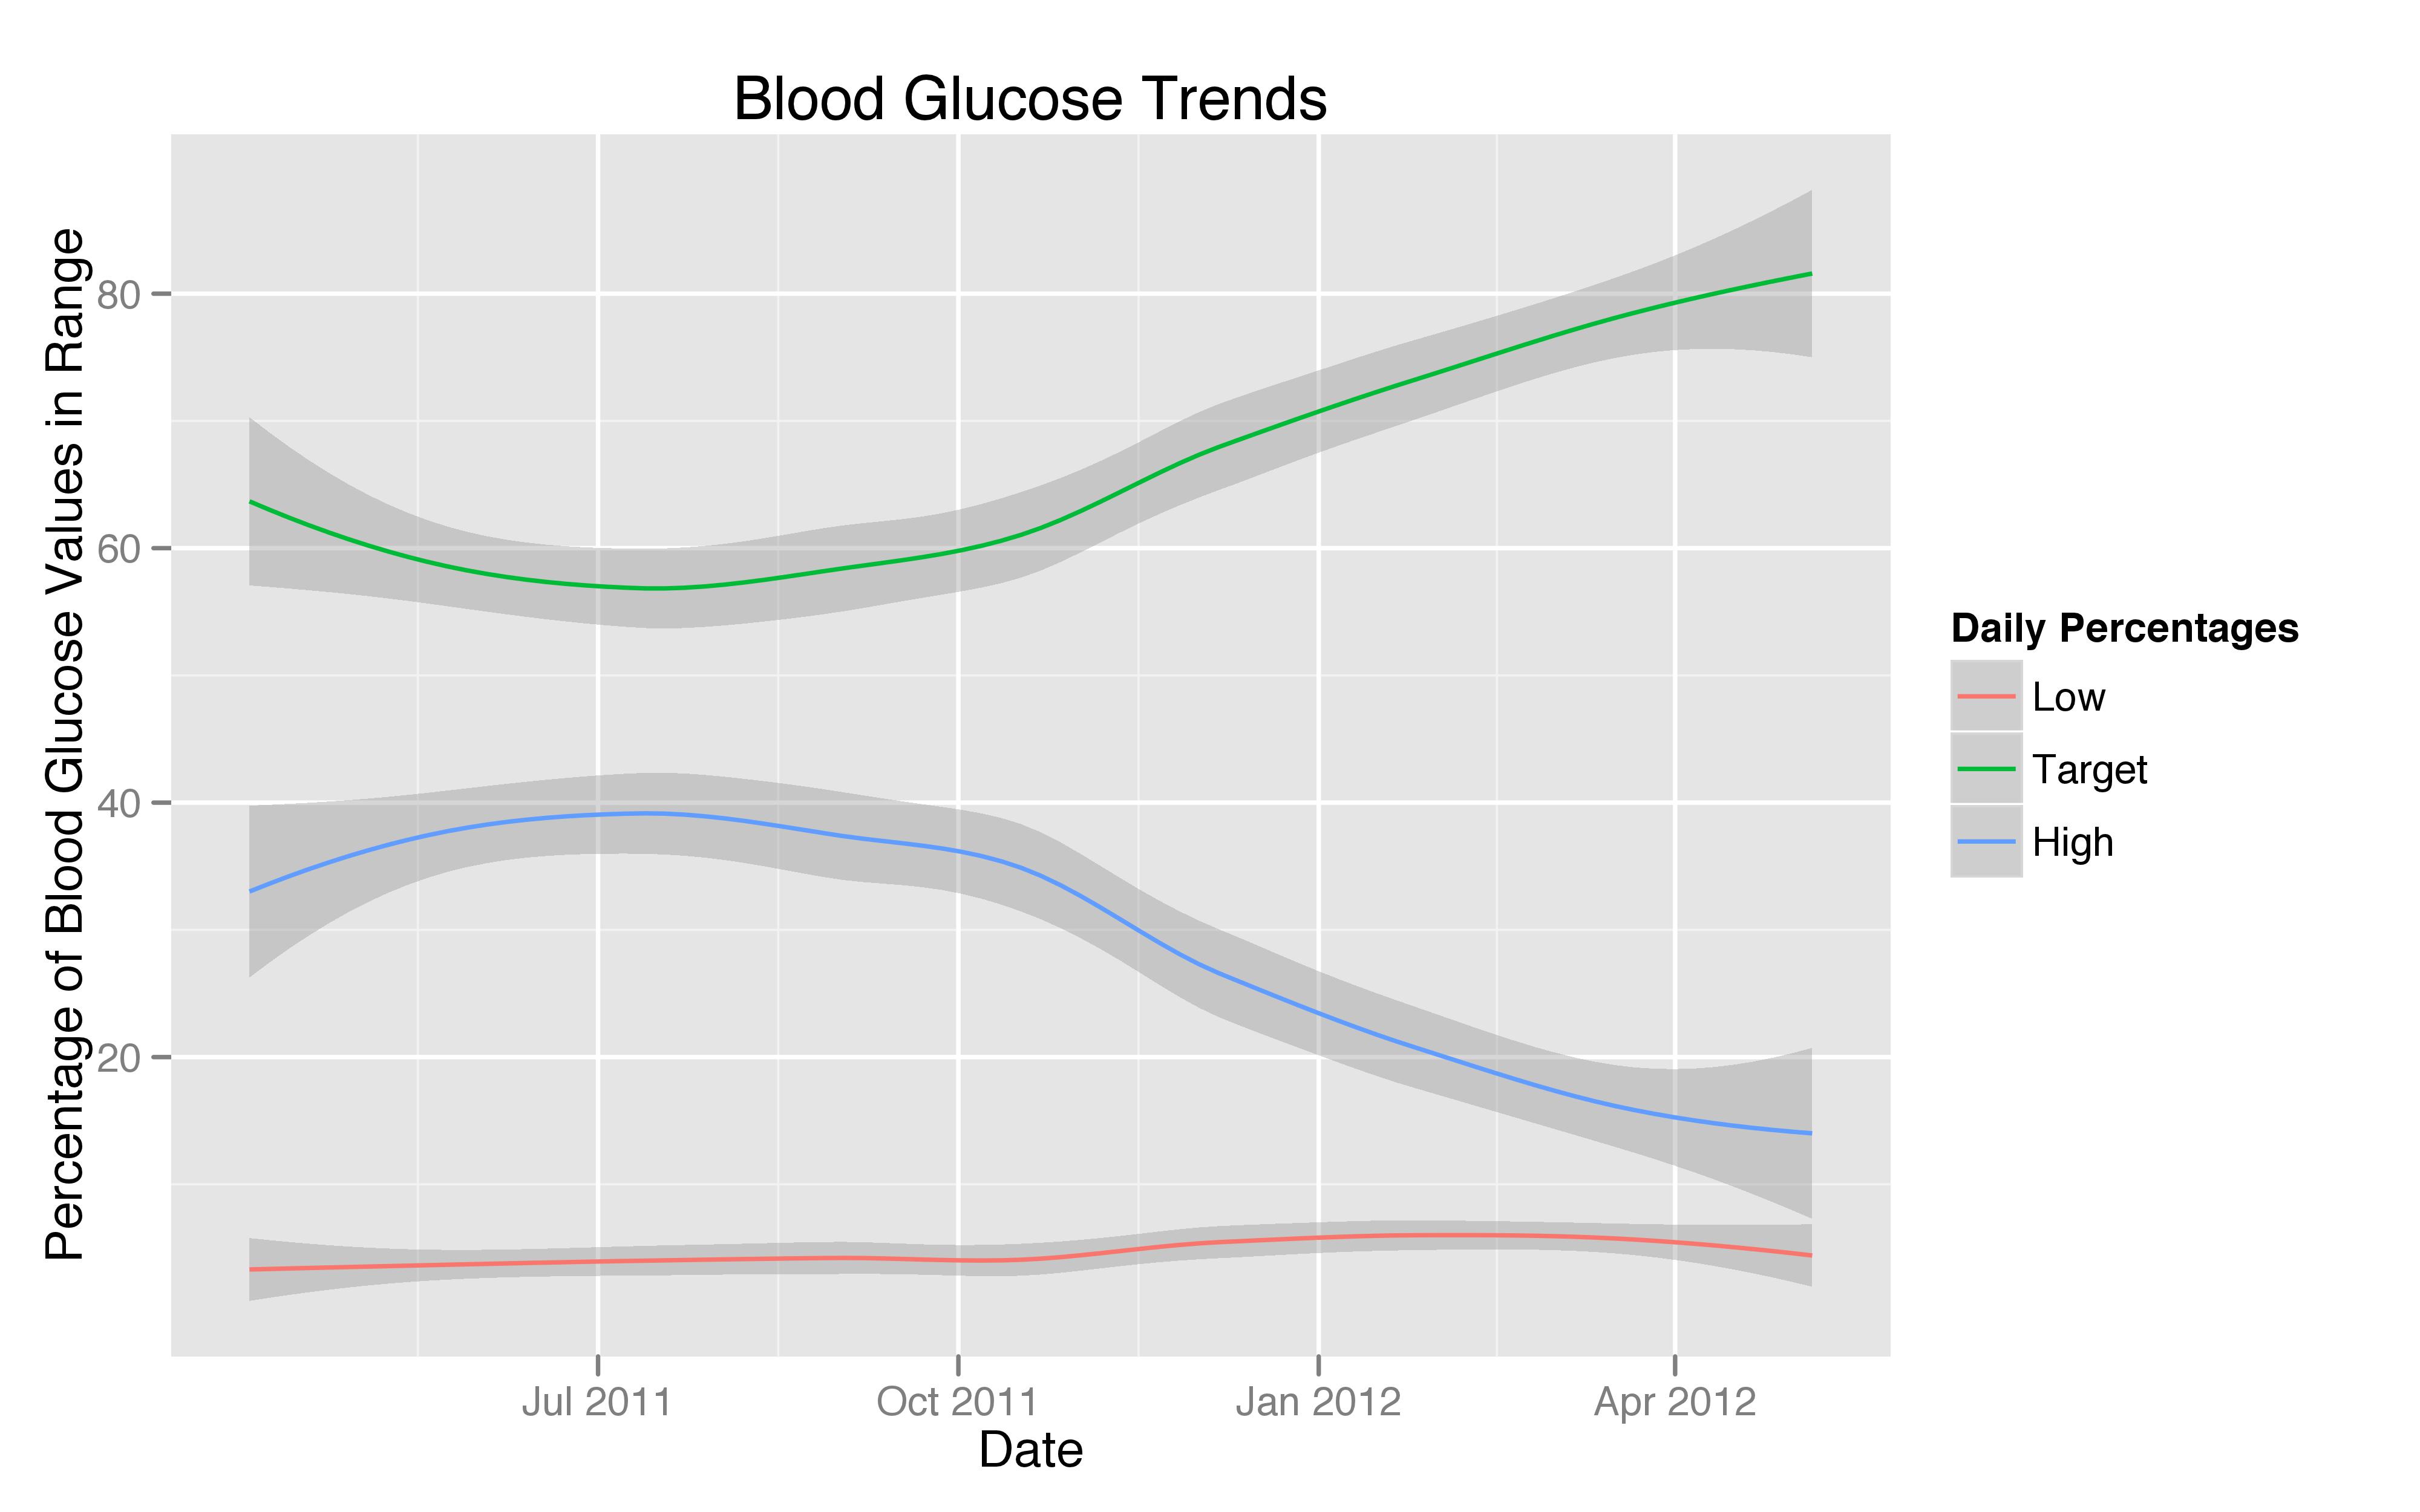 Blood Glucose Trends
Percentage of Blood Glucose Values in Range
80
60
40
20
Jul 2011
Oct 2011
Jan 2012
Apr 2012
Date
Daily Percentages
Low
Target
High